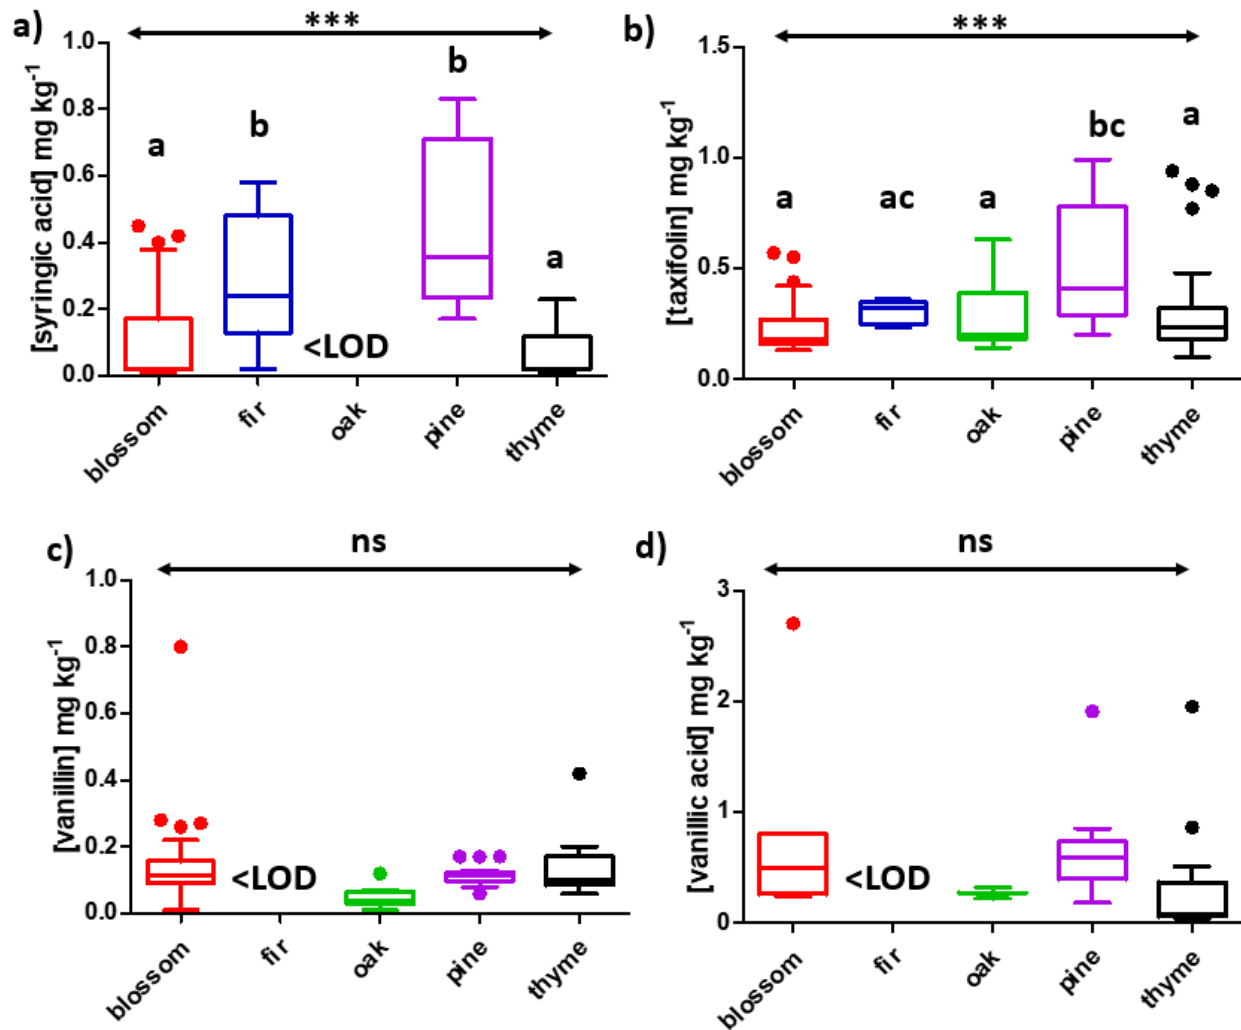 a)
***
[syringic acid] mg kg⁻¹
1.0
0.8
0.6
0.4
0.2
0.0
a
b
<LOD
b
a
blossom
fir
oak
pine
thyme
b)
***
[taxifolin] mg kg⁻¹
1.5
1.0
0.5
0.0
a
ac
a
bc
a
blossom
fir
oak
pine
thyme
c)
ns
[vanillin] mg kg⁻¹
1.0
0.8
0.6
0.4
0.2
0.0
<LOD
blossom
fir
oak
pine
thyme
d)
ns
[vanillic acid] mg kg⁻¹
3
2
1
0
<LOD
blossom
fir
oak
pine
thyme